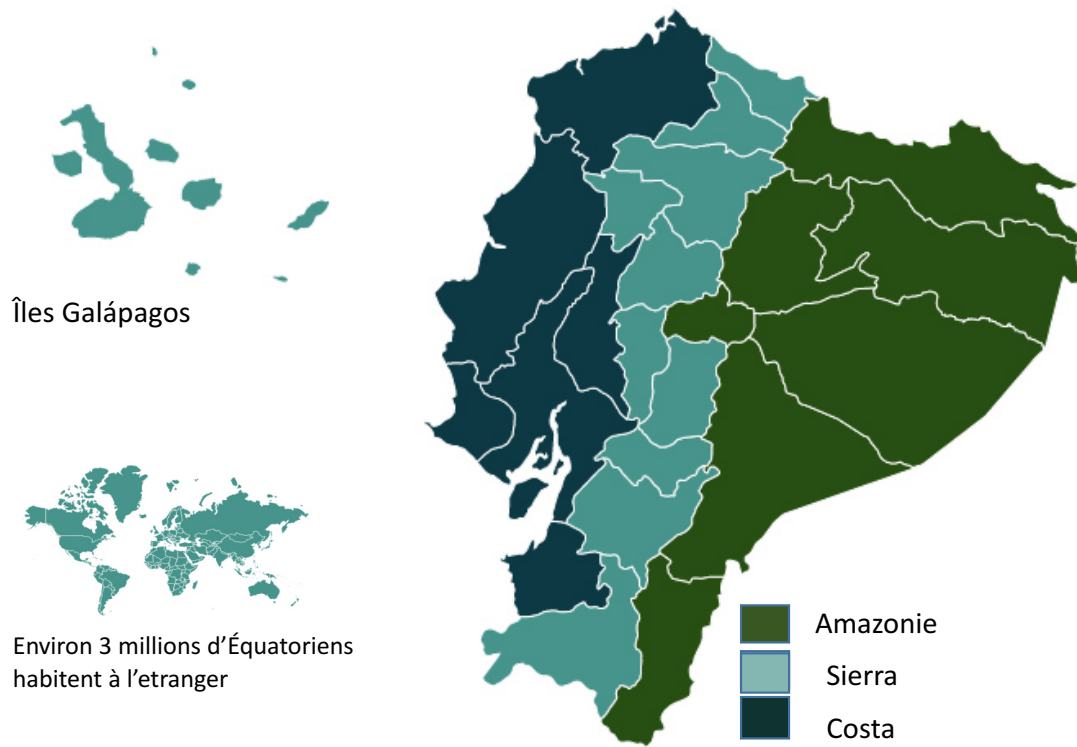 Îles Galápagos
Environ 3 millions d’Équatoriens
habitent à l’etranger
Amazonie
Sierra
Costa